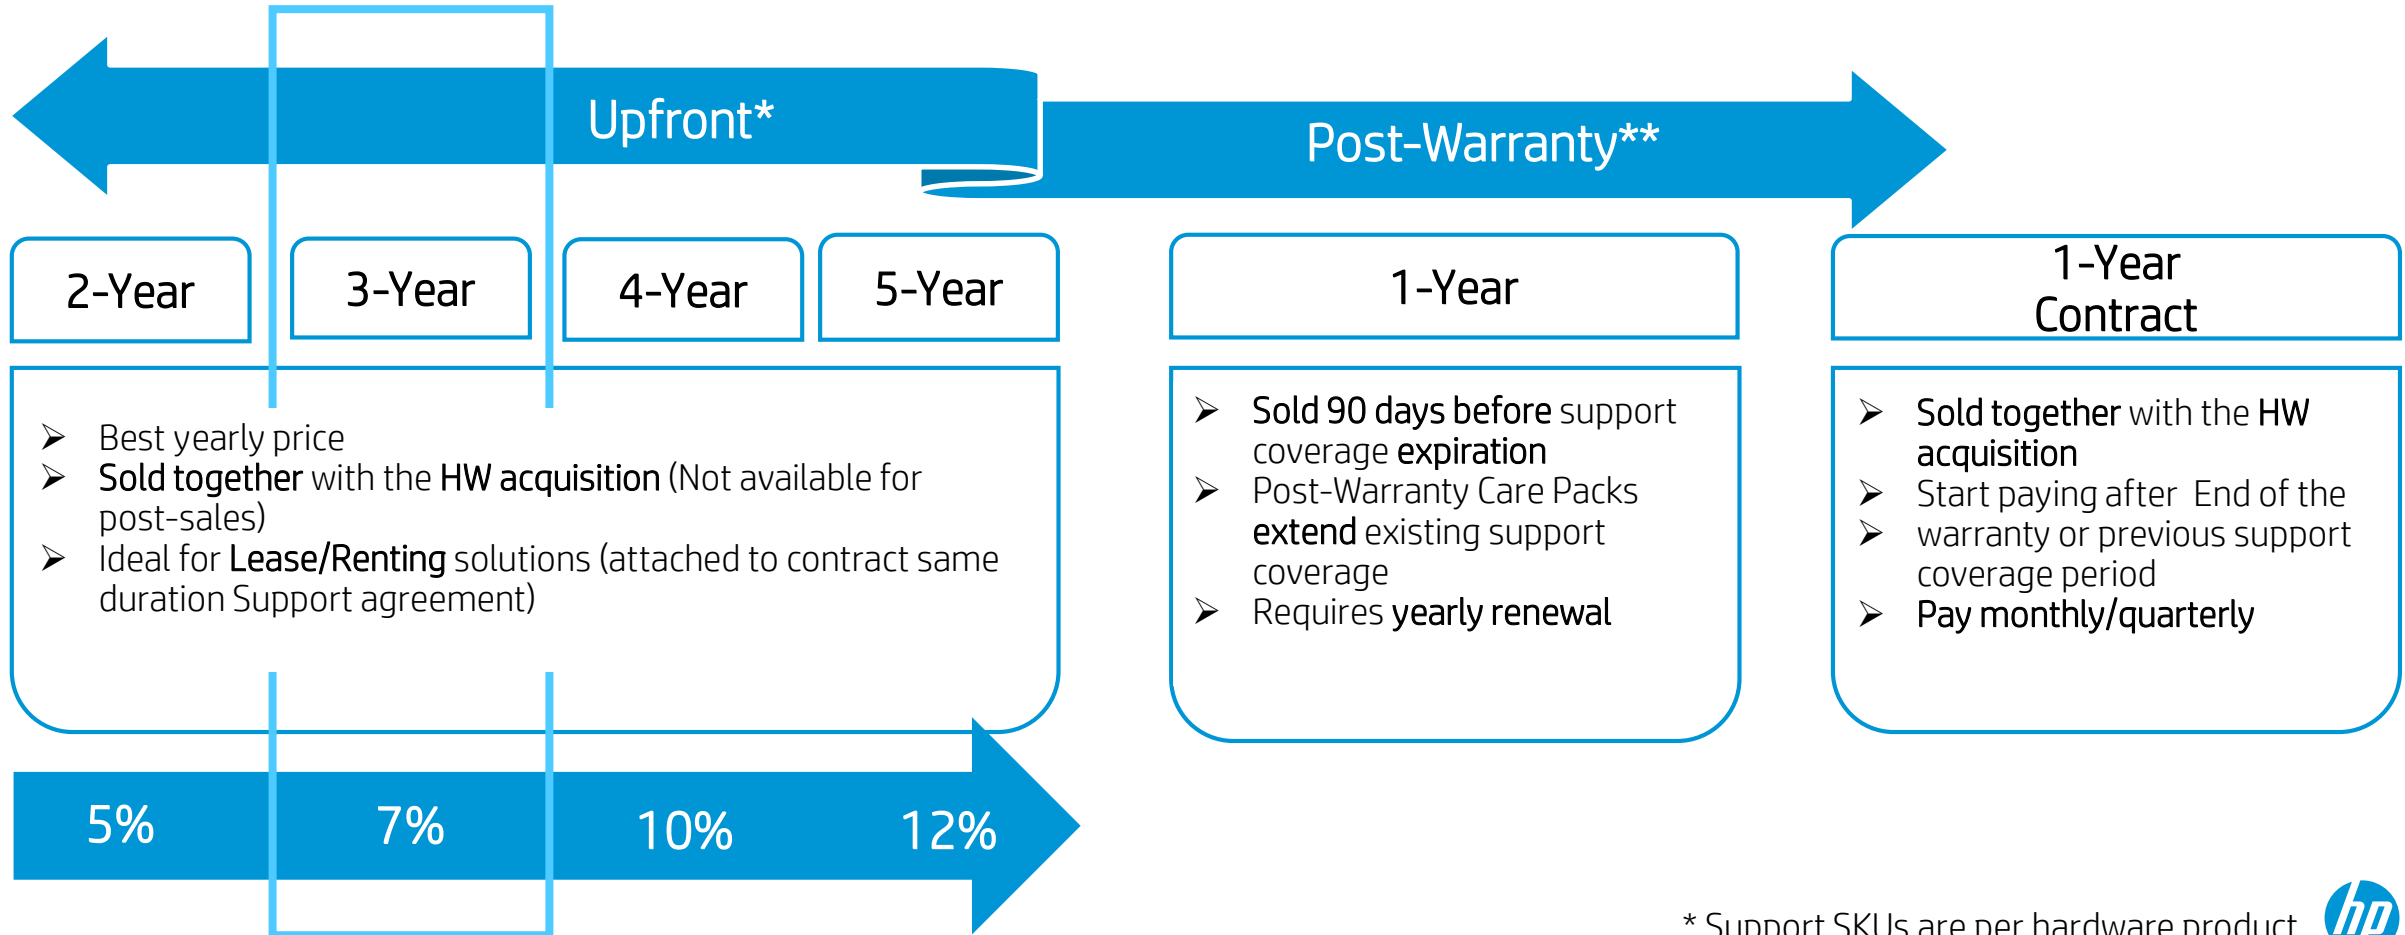 Upfront*
Post-Warranty**
2-Year
3-Year
4-Year
5-Year
1-Year
1-Year
Contract
➢ Best yearly price
➢ Sold together with the HW acquisition (Not available for
post-sales)
➢ Ideal for Lease/Renting solutions (attached to contract same
duration Support agreement)
➢ Sold 90 days before support
coverage expiration
➢ Post-Warranty Care Packs
extend existing support
coverage
➢ Requires yearly renewal
➢ Sold together with the HW
acquisition
➢ Start paying after  End of the
➢ warranty or previous support
coverage period
➢ Pay monthly/quarterly
5%
7%
10%
12%
* Support SKUs are per hardware product
hp